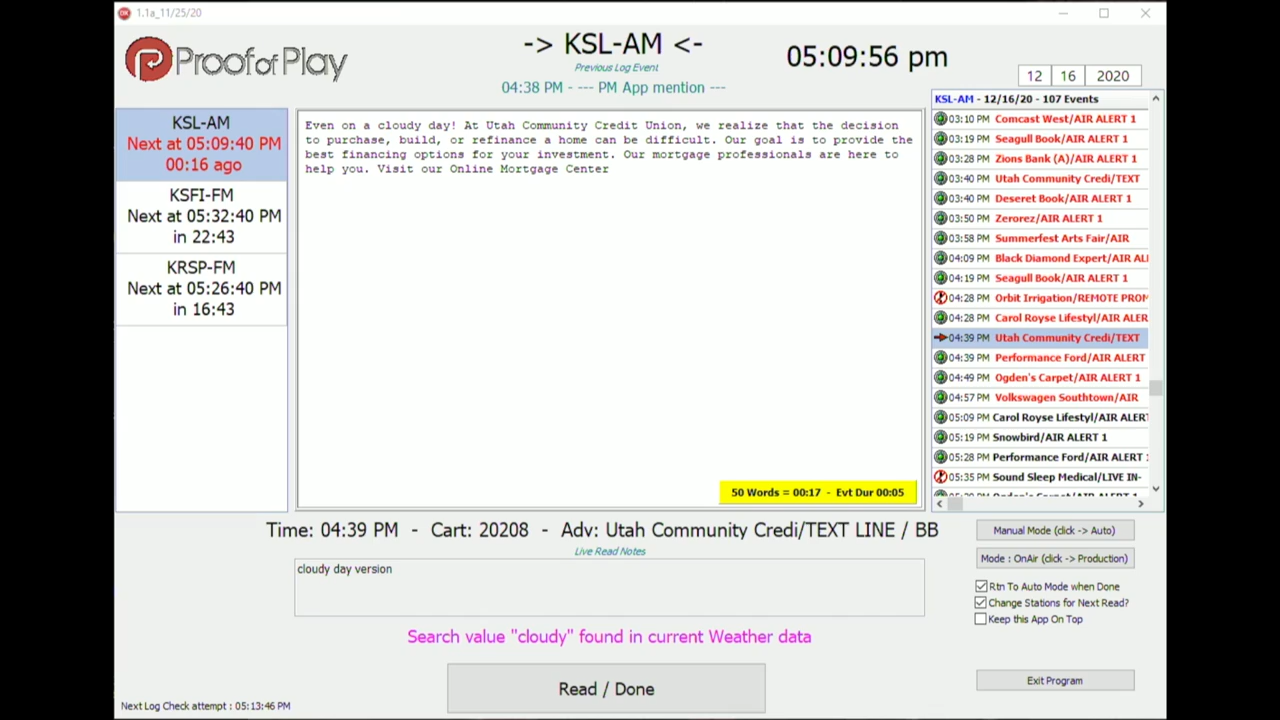 1.1a_11/25/20
Proof of Play
-> KSL-AM <-
Previous Log Event
04:38 PM - --- PM App mention ---
05:09:56 pm
12 16 2020
KSL-AM
Next at 05:09:40 PM
00:16 ago
KSFI-FM
Next at 05:32:40 PM
in 22:43
KRSP-FM
Next at 05:26:40 PM
in 16:43
Even on a cloudy day! At Utah Community Credit Union, we realize that the decision
to purchase, build, or refinance a home can be difficult. Our goal is to provide the
best financing options for your investment. Our mortgage professionals are here to
help you. Visit our Online Mortgage Center
50 Words = 00:17 - Evt Dur 00:05
KSL-AM - 12/16/20 - 107 Events
03:10 PM Comcast West/AIR ALERT 1
03:19 PM Seagull Book/AIR ALERT 1
03:28 PM Zions Bank (A)/AIR ALERT 1
03:40 PM Utah Community Credi/TEXT
03:40 PM Deseret Book/AIR ALERT 1
03:50 PM Zerorez/AIR ALERT 1
03:58 PM Summerfest Arts Fair/AIR
04:09 PM Black Diamond Expert/AIR AL
04:19 PM Seagull Book/AIR ALERT 1
04:28 PM Orbit Irrigation/REMOTE PROM
04:28 PM Carol Royse Lifestyl/AIR ALER
04:39 PM Utah Community Credi/TEXT
04:39 PM Performance Ford/AIR ALERT
04:49 PM Ogden's Carpet/AIR ALERT 1
04:57 PM Volkswagen Southtown/AIR
05:09 PM Carol Royse Lifestyl/AIR ALERT
05:19 PM Snowbird/AIR ALERT 1
05:28 PM Performance Ford/AIR ALERT 1
05:35 PM Sound Sleep Medical/LIVE IN-
Time: 04:39 PM - Cart: 20208 - Adv: Utah Community Credi/TEXT LINE / BB
Live Read Notes
cloudy day version
Search value "cloudy" found in current Weather data
Read / Done
Next Log Check attempt : 05:13:46 PM
Manual Mode (click -> Auto)
Mode : OnAir (click -> Production)
Rtn To Auto Mode when Done
Change Stations for Next Read?
Keep this App On Top
Exit Program